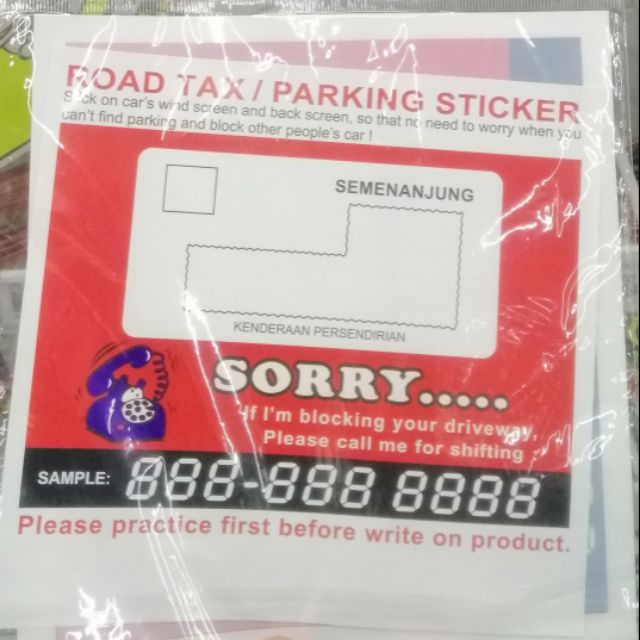 ROAD TAX / PARKING STICKER
Stick on car's wind screen and back screen, so that no need to worry when you
can't find parking and block other people's car !
SEMENANJUNG
KENDERAAN PERSENDIRIAN
SORRY.....
If I'm blocking your driveway,
Please call me for shifting
SAMPLE: 888-888 8888
Please practice first before write on product.